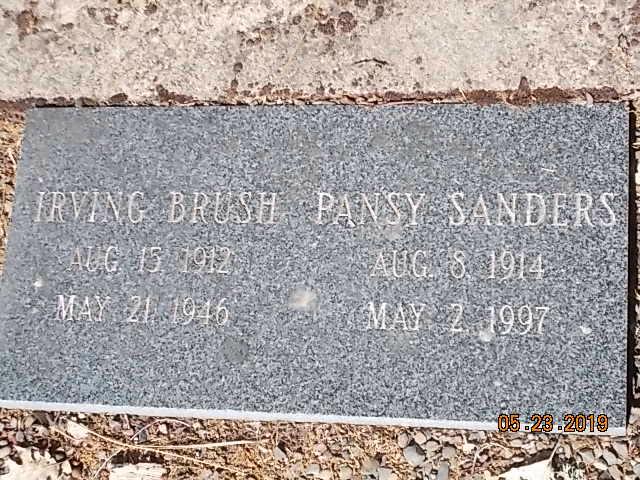 IRVING BRUSH
AUG 15 1912
MAY 21 1946
PANSY SANDERS
AUG. 8 1914
MAY 2 1997
05.23.2019